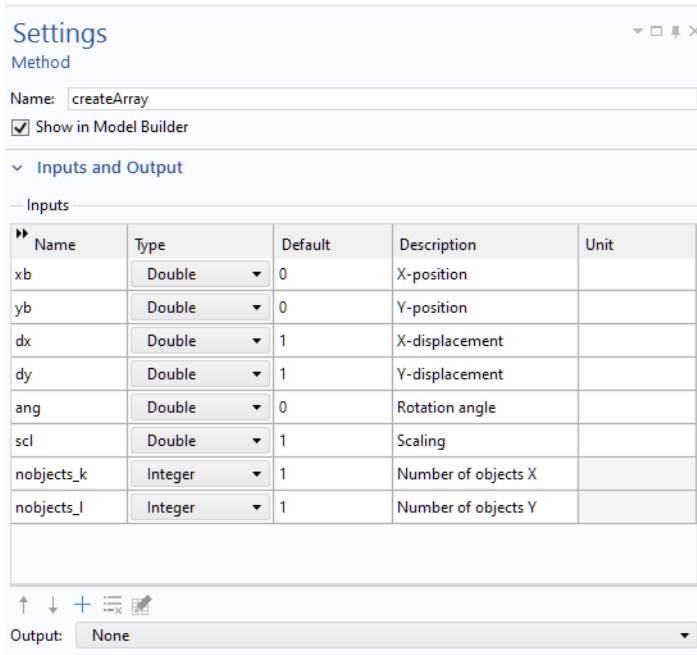 Settings
Method
Name: createArray
Show in Model Builder
Inputs and Output
Inputs
Name Type Default Description Unit
xb Double 0 X-position
yb Double 0 Y-position
dx Double 1 X-displacement
dy Double 1 Y-displacement
ang Double 0 Rotation angle
scl Double 1 Scaling
nobjects_k Integer 1 Number of objects X
nobjects_l Integer 1 Number of objects Y
Output: None